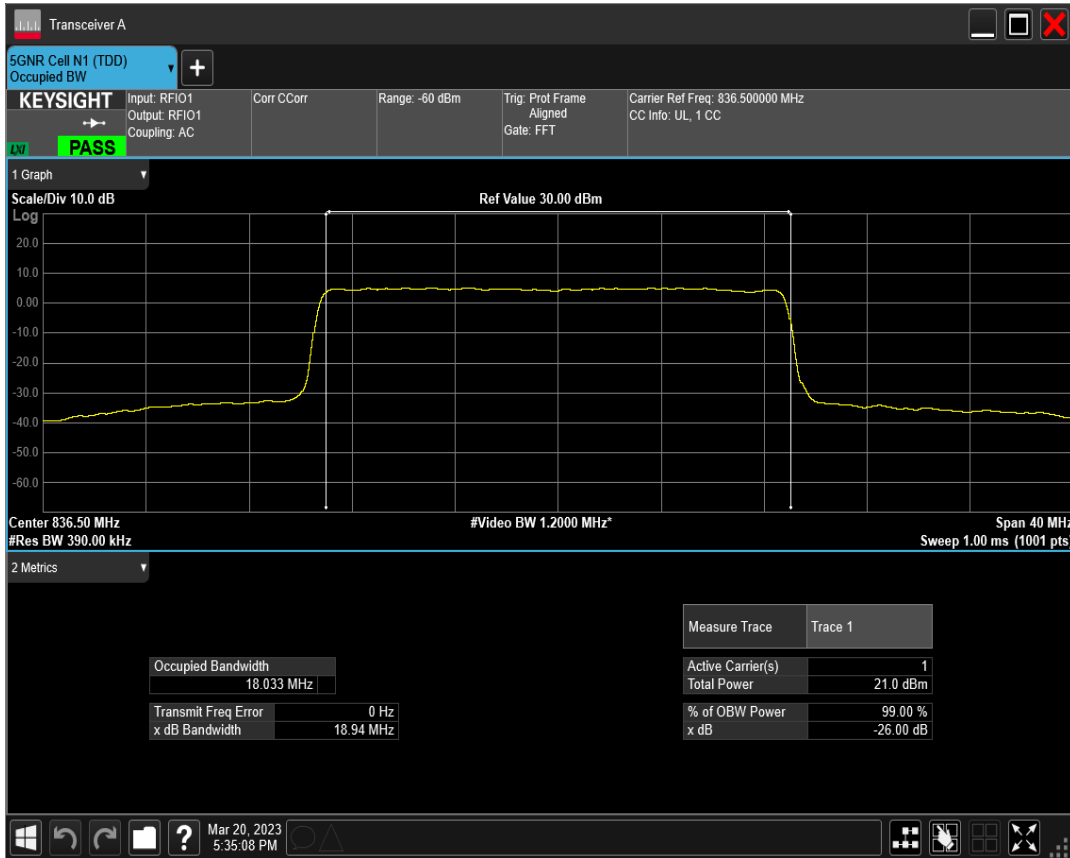 Transceiver A
5GNR Cell N1 (TDD)
Occupied BW
+
KEYSIGHT
LXI
PASS
Input: RFIO1
Output: RFIO1
Coupling: AC
Corr CCorr
Range: -60 dBm
Trig: Prot Frame
Aligned
Gate: FFT
Carrier Ref Freq: 836.500000 MHz
CC Info: UL, 1 CC
1 Graph
Scale/Div 10.0 dB
Ref Value 30.00 dBm
Log
20.0
10.0
0.00
-10.0
-20.0
-30.0
-40.0
-50.0
-60.0
Center 836.50 MHz
#Video BW 1.2000 MHz*
Span 40 MHz
#Res BW 390.00 kHz
Sweep 1.00 ms (1001 pts)
2 Metrics
Measure Trace Trace 1
Occupied Bandwidth
18.033 MHz
Active Carrier(s) 1
Total Power 21.0 dBm
Transmit Freq Error 0 Hz
x dB Bandwidth 18.94 MHz
% of OBW Power 99.00 %
x dB -26.00 dB
?
Mar 20, 2023
5:35:08 PM